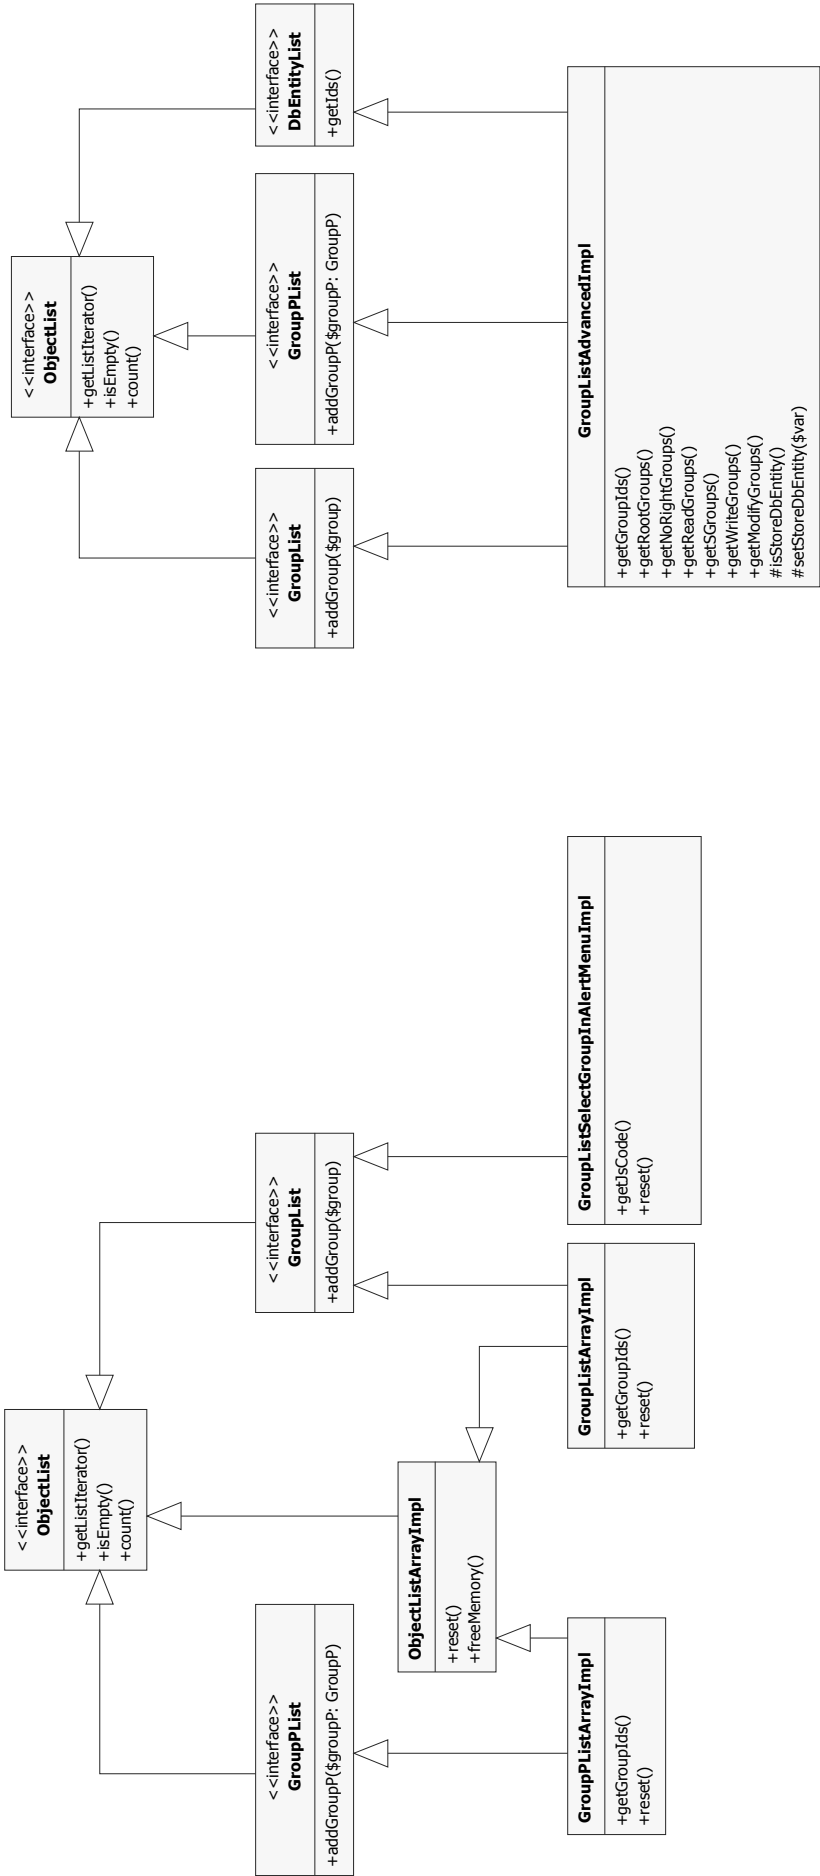 <<interface>>
ObjectList
+getListIterator()
+isEmpty()
+count()
<<interface>>
GroupPList
+addGroupP($groupP: GroupP)
<<interface>>
GroupList
+addGroup($group)
ObjectListArrayImpl
+reset()
+freeMemory()
GroupPListArrayImpl
+getGroupIds()
+reset()
GroupListArrayImpl
+getGroupIds()
+reset()
GroupListSelectGroupInAlertMenuImpl
+getJsCode()
+reset()
<<interface>>
ObjectList
+getListIterator()
+isEmpty()
+count()
<<interface>>
GroupList
+addGroup($group)
<<interface>>
GroupPList
+addGroupP($groupP: GroupP)
<<interface>>
DbEntityList
+getIds()
GroupListAdvancedImpl
+getGroupIds()
+getRootGroups()
+getNoRightGroups()
+getReadGroups()
+getSGroups()
+getWriteGroups()
+getModifyGroups()
#isStoreDbEntity()
#setStoreDbEntity($var)